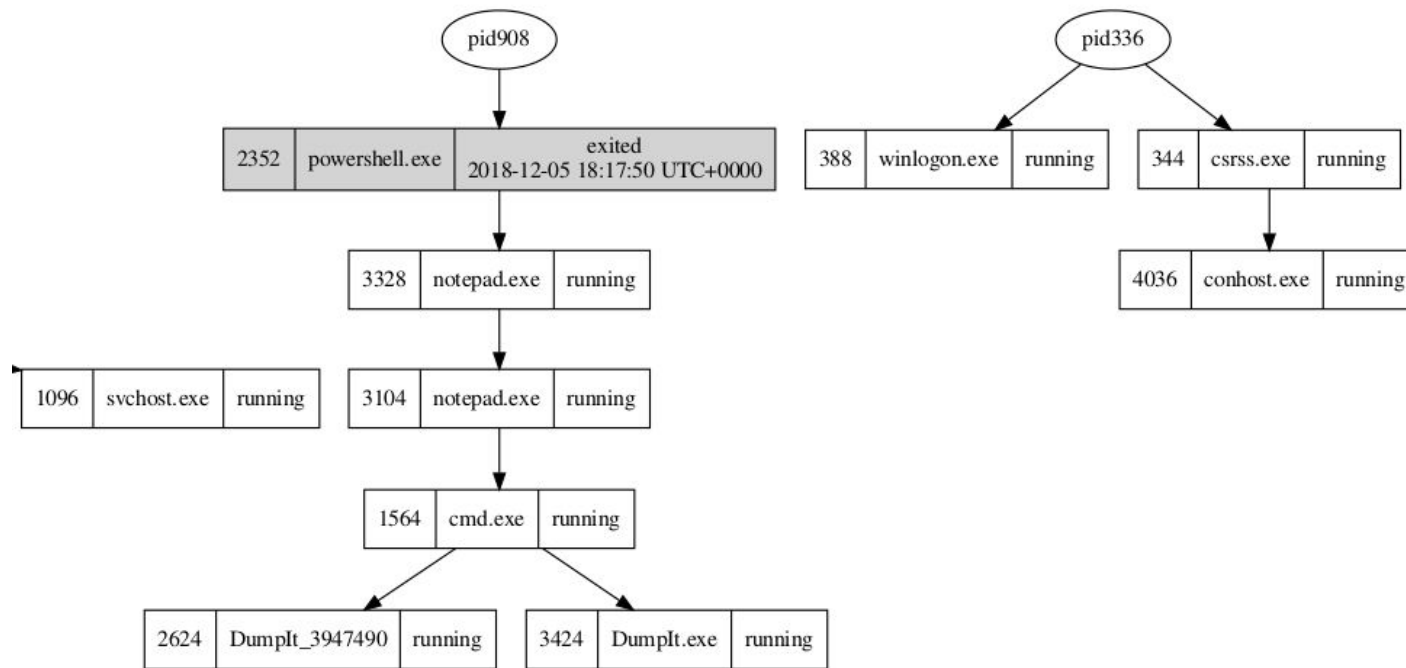 pid908
pid336
2352 powershell.exe exited
2018-12-05 18:17:50 UTC+0000
388 winlogon.exe running
344 csrss.exe running
3328 notepad.exe running
4036 conhost.exe running
1096 svchost.exe running
3104 notepad.exe running
1564 cmd.exe running
2624 DumpIt_3947490 running
3424 DumpIt.exe running